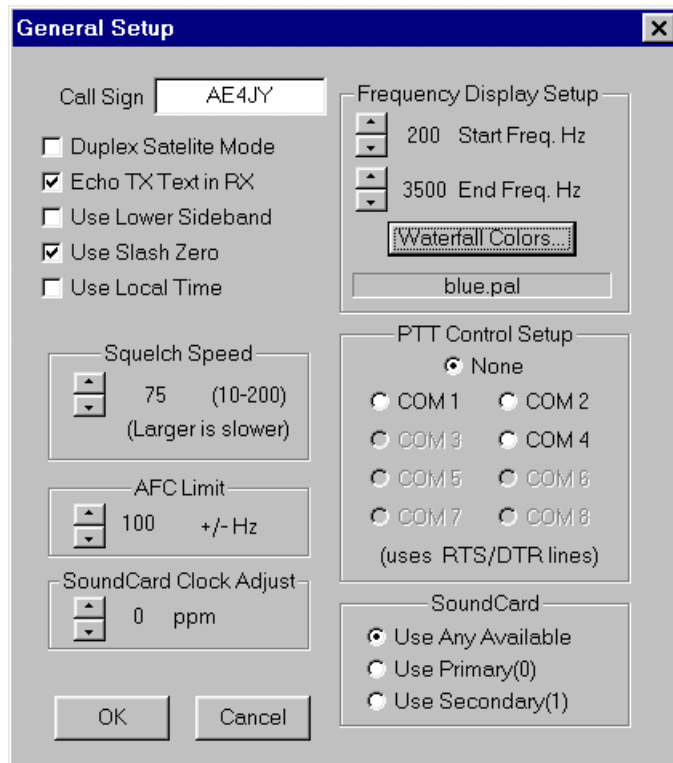 General Setup
Call Sign AE4JY
Duplex Satelite Mode
Echo TX Text in RX
Use Lower Sideband
Use Slash Zero
Use Local Time
Squelch Speed
75 (10-200)
(Larger is slower)
AFC Limit
100 +/- Hz
SoundCard Clock Adjust
0 ppm
OK Cancel
Frequency Display Setup
200 Start Freq. Hz
3500 End Freq. Hz
Waterfall Colors...
blue.pal
PTT Control Setup
None
COM 1 COM 2
COM 3 COM 4
COM 5 COM 6
COM 7 COM 8
(uses RTS/DTR lines)
SoundCard
Use Any Available
Use Primary(0)
Use Secondary(1)